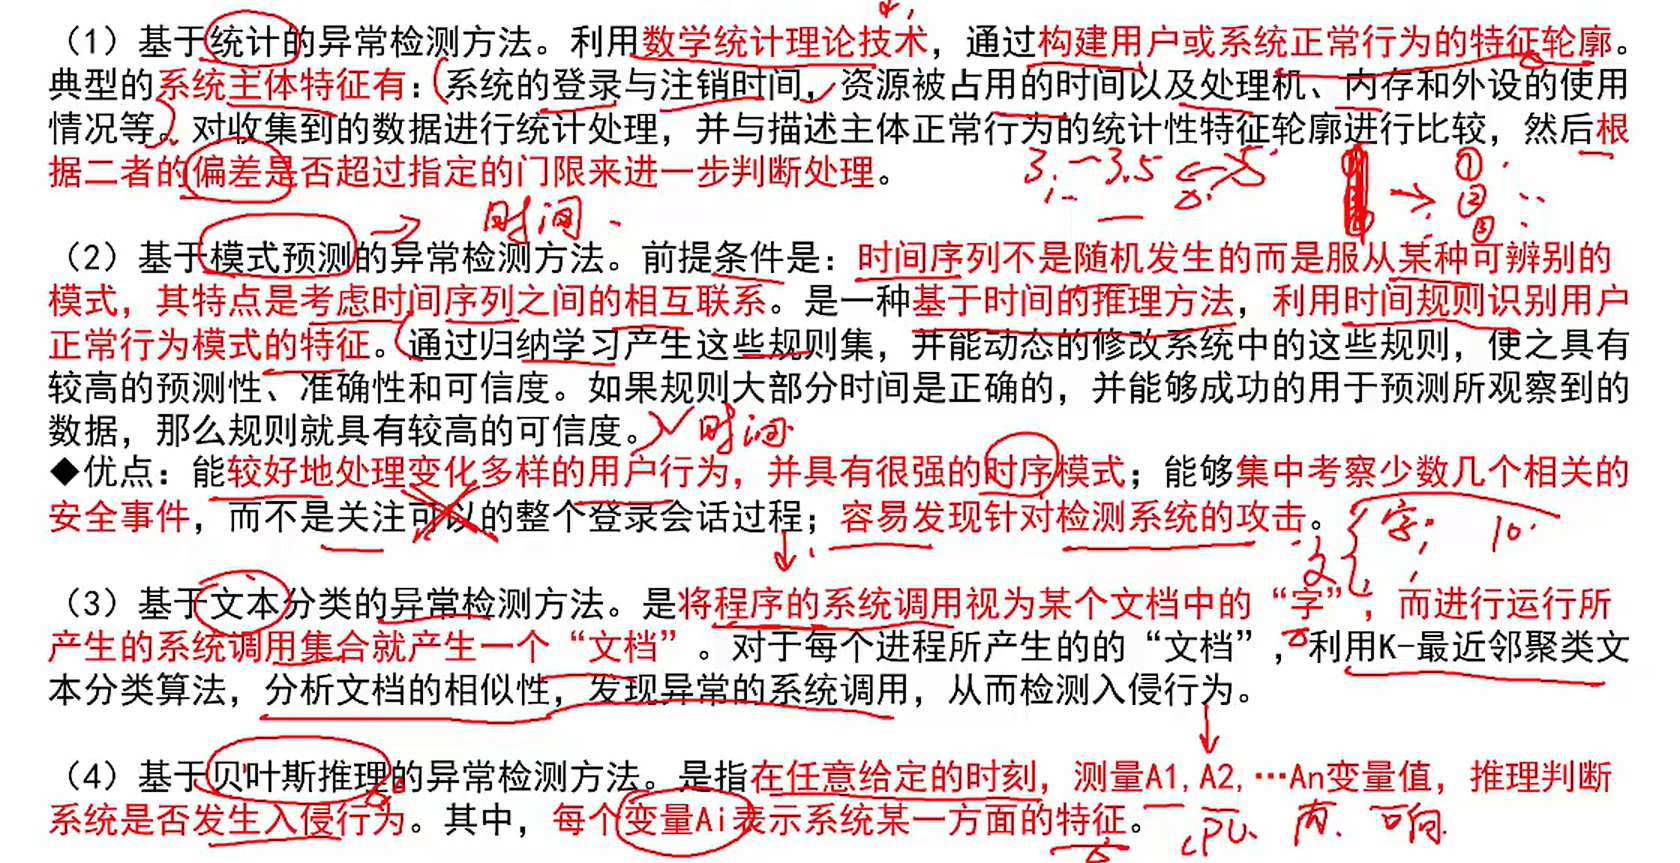 （1）基于统计的异常检测方法。利用数学统计理论技术，通过构建用户或系统正常行为的特征轮廓。
典型的系统主体特征有：系统的登录与注销时间，资源被占用的时间以及处理机、内存和外设的使用
情况等。对收集到的数据进行统计处理，并与描述主体正常行为的统计性特征轮廓进行比较，然后根
据二者的偏差是否超过指定的门限来进一步判断处理。
3. ~3.5
① 
②
③
时间
（2）基于模式预测的异常检测方法。前提条件是：时间序列不是随机发生的而是服从某种可辨别的
模式，其特点是考虑时间序列之间的相互联系。是一种基于时间的推理方法，利用时间规则识别用户
正常行为模式的特征。通过归纳学习产生这些规则集，并能动态的修改系统中的这些规则，使之具有
较高的预测性、准确性和可信度。如果规则大部分时间是正确的，并能够成功的用于预测所观察到的
数据，那么规则就具有较高的可信度。
时间
◆优点：能较好地处理变化多样的用户行为，并具有很强的时序模式；能够集中考察少数几个相关的
安全事件，而不是关注可以的整个登录会话过程；容易发现针对检测系统的攻击。
字; 10
文
（3）基于文本分类的异常检测方法。是将程序的系统调用视为某个文档中的“字”，而进行运行所
产生的系统调用集合就产生一个“文档”。对于每个进程所产生的的“文档”，利用K-最近邻聚类文
本分类算法，分析文档的相似性，发现异常的系统调用，从而检测入侵行为。
（4）基于贝叶斯推理的异常检测方法。是指在任意给定的时刻，测量A1，A2，…An变量值，推理判断
系统是否发生入侵行为。其中，每个变量Ai表示系统某一方面的特征。
CPU. 内.